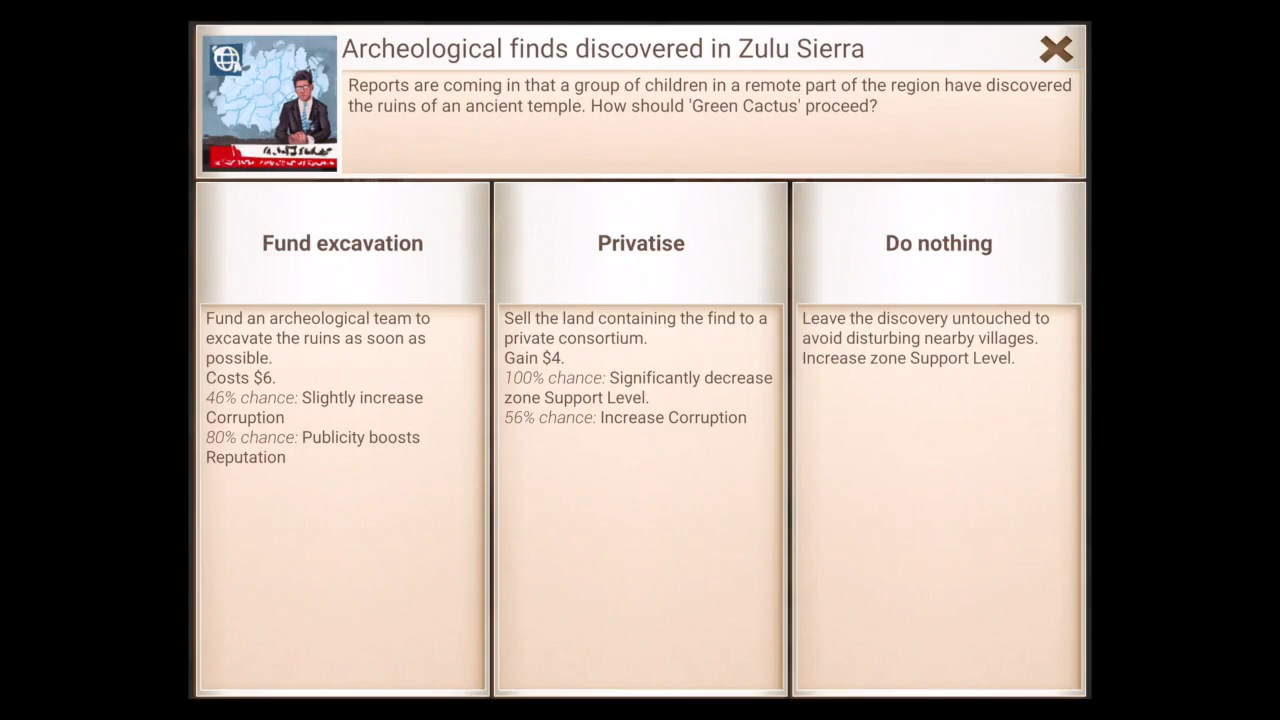 Archeological finds discovered in Zulu Sierra
Reports are coming in that a group of children in a remote part of the region have discovered
the ruins of an ancient temple. How should 'Green Cactus' proceed?
Fund excavation
Fund an archeological team to
excavate the ruins as soon as
possible.
Costs $6.
46% chance: Slightly increase
Corruption
80% chance: Publicity boosts
Reputation
Privatise
Sell the land containing the find to a
private consortium.
Gain $4.
100% chance: Significantly decrease
zone Support Level.
56% chance: Increase Corruption
Do nothing
Leave the discovery untouched to
avoid disturbing nearby villages.
Increase zone Support Level.